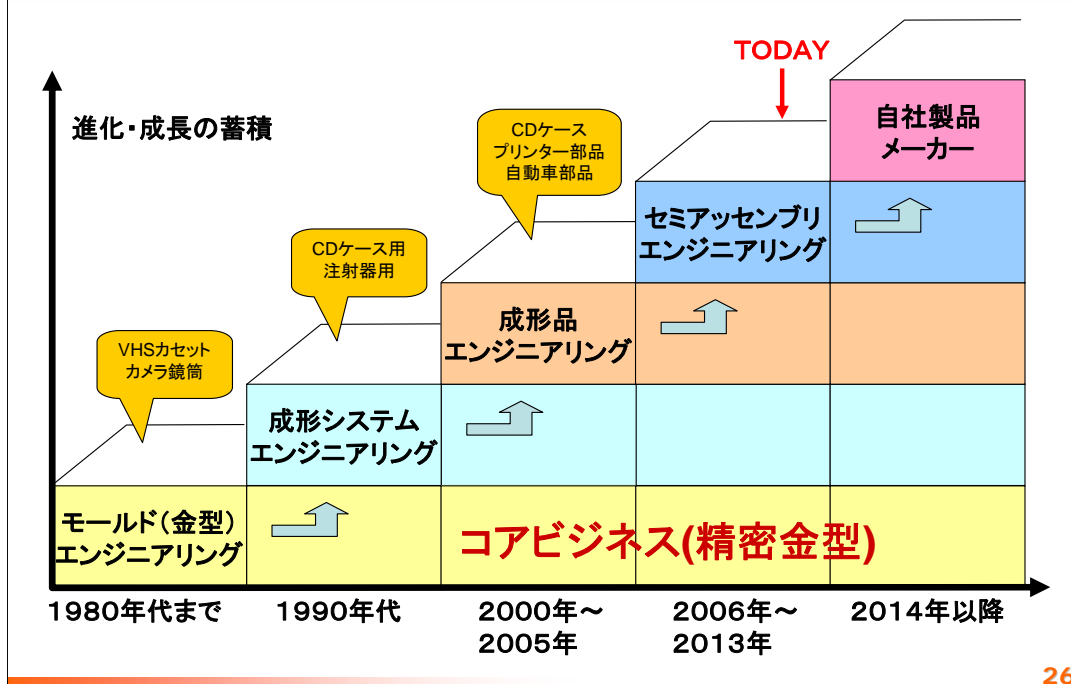 TODAY
進化・成長の蓄積
CDケース
プリンター部品
自動車部品
自社製品
メーカー
CDケース用
注射器用
セミアッセンブリ
エンジニアリング
VHSカセット
カメラ鏡筒
成形品
エンジニアリング
成形システム
エンジニアリング
モールド(金型)
エンジニアリング
コアビジネス(精密金型)
1980年代まで
1990年代
2000年～
2005年
2006年～
2013年
2014年以降
26